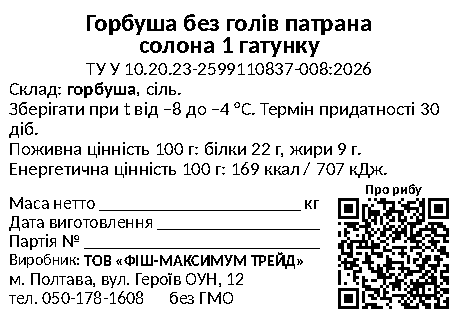 Горбуша без голів патрана
солона 1 гатунку
ТУ У 10.20.23-2599110837-008:2026
Склад: горбуша, сіль.
Зберігати при t від –8 до –4 °С. Термін придатності 30
діб.
Поживна цінність 100 г: білки 22 г, жири 9 г.
Енергетична цінність 100 г: 169 ккал / 707 кДж.
Про рибу
Маса нетто ______________________ кг
Дата виготовлення __________________
Партія № __________________________
Виробник: ТОВ «ФІШ-МАКСИМУМ ТРЕЙД»
м. Полтава, вул. Героїв ОУН, 12
тел. 050-178-1608 без ГМО